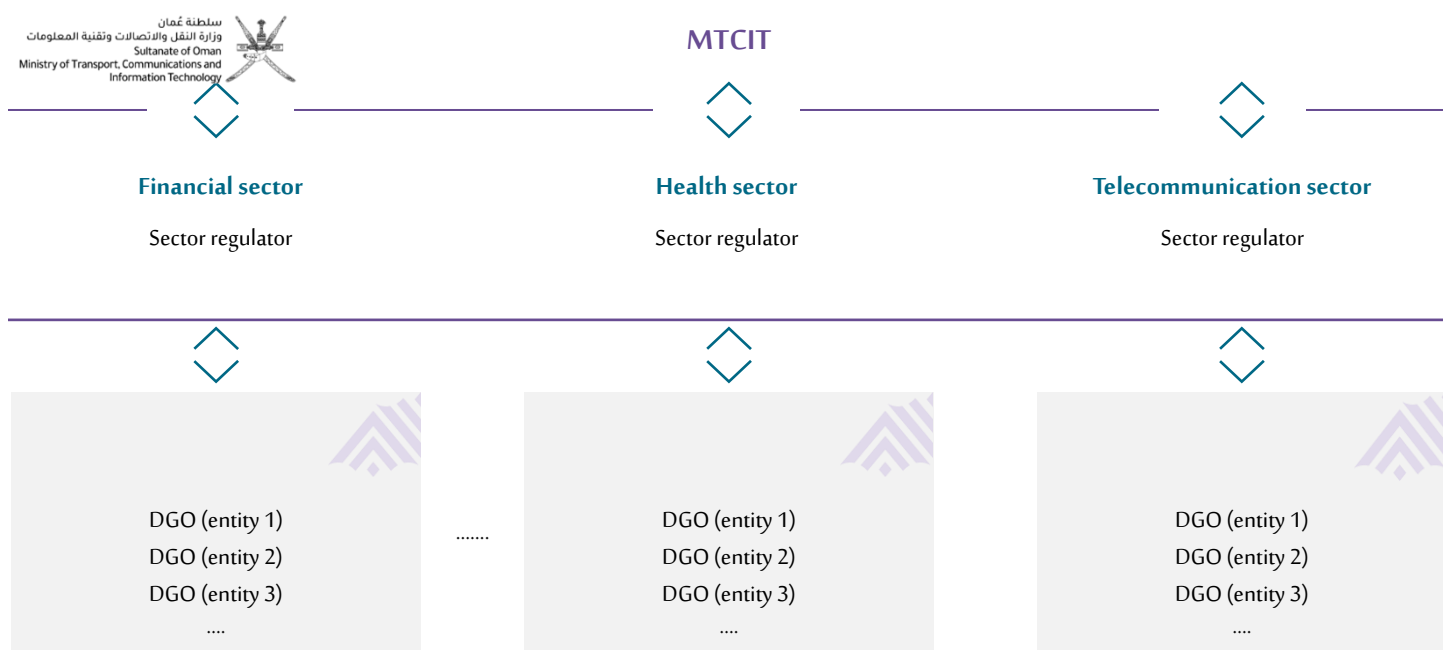 سلطنة عُمان
وزارة النقل والاتصالات وتقنية المعلومات
Sultanate of Oman
Ministry of Transport, Communications and
Information Technology
MTCIT
Financial sector
Health sector
Telecommunication sector
Sector regulator
Sector regulator
Sector regulator
DGO (entity 1)
DGO (entity 2)
DGO (entity 3)
....
.......
DGO (entity 1)
DGO (entity 2)
DGO (entity 3)
....
DGO (entity 1)
DGO (entity 2)
DGO (entity 3)
....